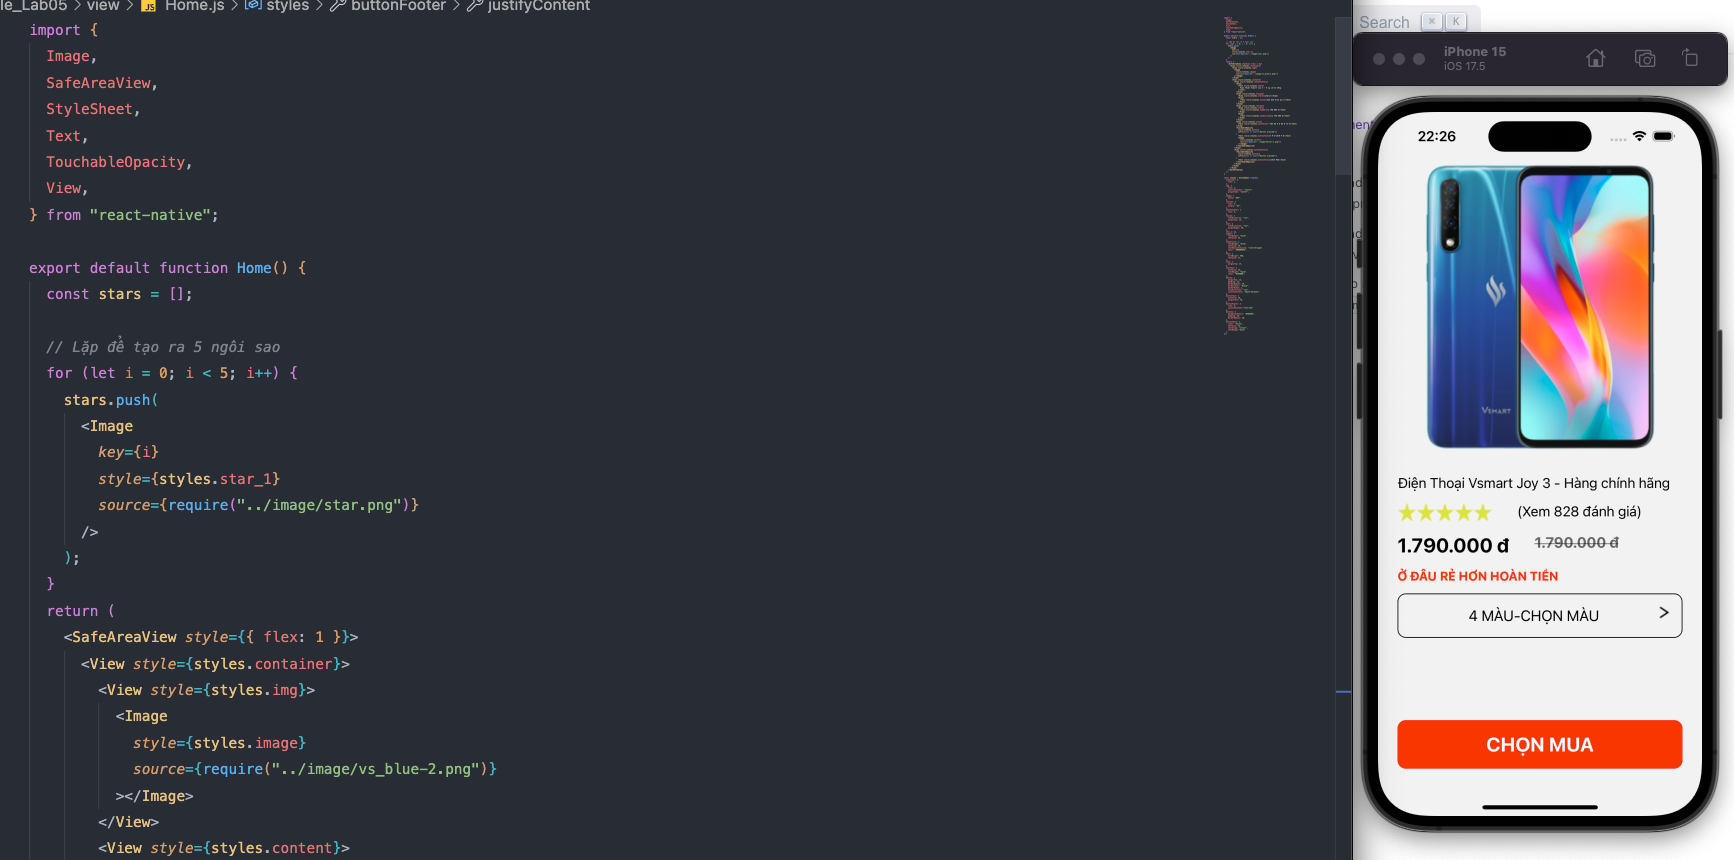 le_Lab05 > view > JS Home.js > styles > buttonFooter > justifyContent
import {
Image,
SafeAreaView,
StyleSheet,
Text,
TouchableOpacity,
View,
} from "react-native";
export default function Home() {
const stars = [];
// Lặp để tạo ra 5 ngôi sao
for (let i = 0; i < 5; i++) {
stars.push(
<Image
key={i}
style={styles.star_1}
source={require("../image/star.png")}
/>
);
}
return (
<SafeAreaView style={{ flex: 1 }}>
<View style={styles.container}>
<View style={styles.img}>
<Image
style={styles.image}
source={require("../image/vs_blue-2.png")}
></Image>
</View>
<View style={styles.content}>
Search ⌘ K
iPhone 15
iOS 17.5
22:26
VSMART
Điện Thoại Vsmart Joy 3 - Hàng chính hãng
(Xem 828 đánh giá)
1.790.000 đ 1.790.000 đ
Ở ĐÂU RẺ HƠN HOÀN TIỀN
4 MÀU-CHỌN MÀU >
CHỌN MUA